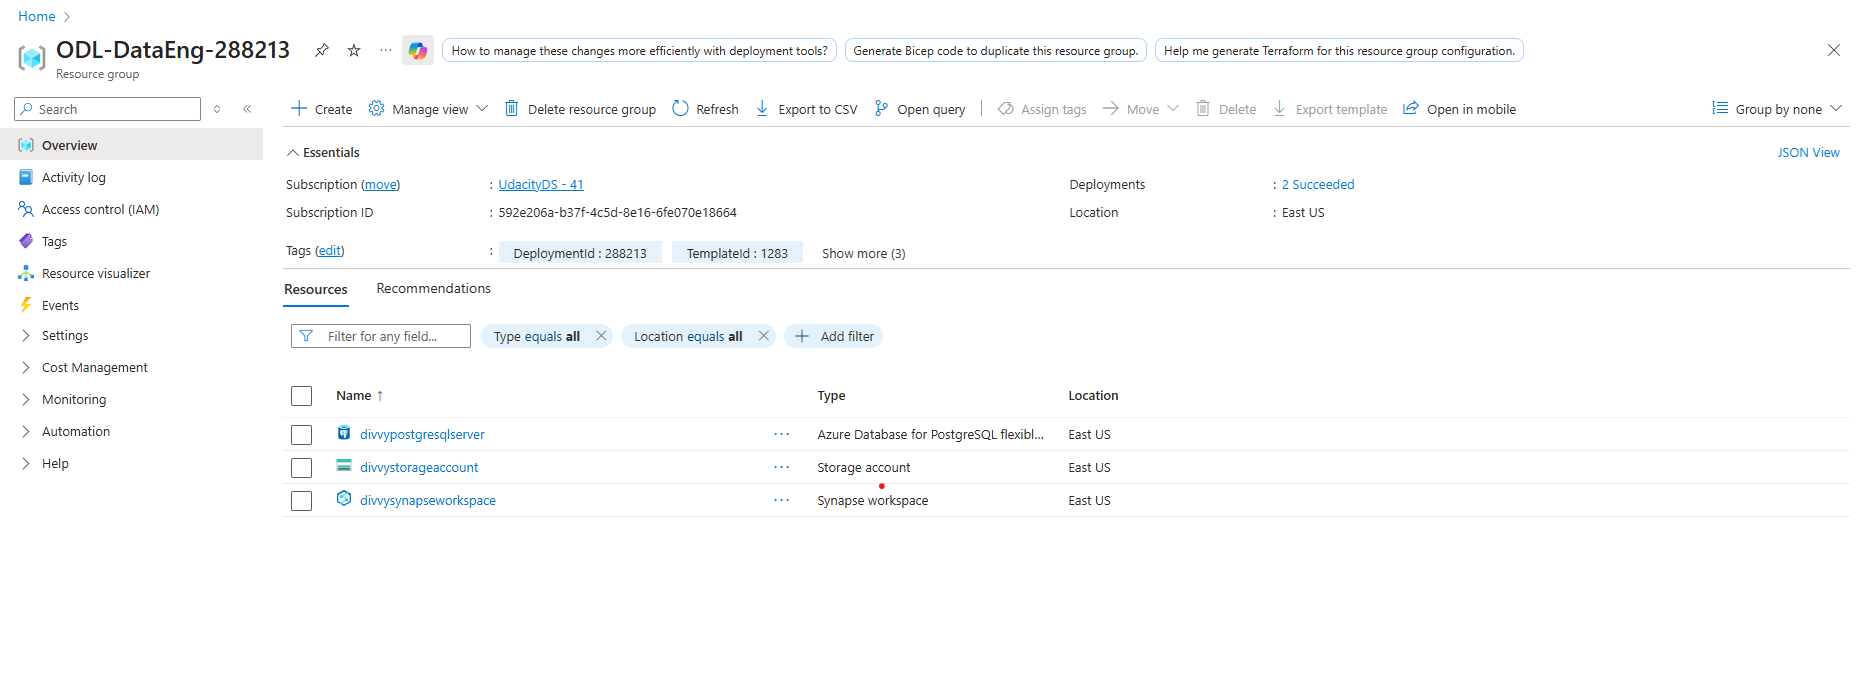 Home
ODL-DataEng-288213
Resource group
How to manage these changes more efficiently with deployment tools?
Generate Bicep code to duplicate this resource group.
Help me generate Terraform for this resource group configuration.
Search
Create
Manage view
Delete resource group
Refresh
Export to CSV
Open query
Assign tags
Move
Delete
Export template
Open in mobile
Group by none
Overview
Activity log
Access control (IAM)
Tags
Resource visualizer
Events
Settings
Cost Management
Monitoring
Automation
Help
Essentials
JSON View
Subscription (move) : UdacityDS - 41
Subscription ID : 592e206a-b37f-4c5d-8e16-6fe070e18664
Deployments : 2 Succeeded
Location : East US
Tags (edit) : DeploymentId : 288213 TemplateId : 1283 Show more (3)
Resources Recommendations
Filter for any field...
Type equals all
Location equals all
Add filter
Name ↑ Type Location
divvypostgresqlserver ... Azure Database for PostgreSQL flexibl... East US
divvystorageaccount ... Storage account East US
divvysynapseworkspace ... Synapse workspace East US